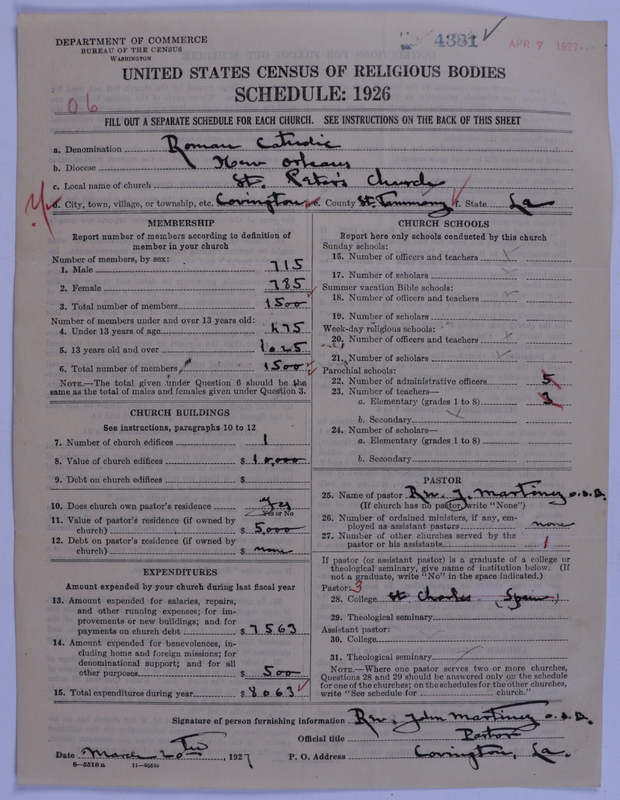 DEPARTMENT OF COMMERCE
BUREAU OF THE CENSUS
WASHINGTON
4381
APR 7 1927
UNITED STATES CENSUS OF RELIGIOUS BODIES
SCHEDULE: 1926
06
FILL OUT A SEPARATE SCHEDULE FOR EACH CHURCH. SEE INSTRUCTIONS ON THE BACK OF THIS SHEET
a. Denomination Roman Catholic
b. Diocese New Orleans
c. Local name of church St. Peter's Church
d. City, town, village, or township, etc. Covington e. County St. Tammany f. State La
MEMBERSHIP
Report number of members according to definition of
member in your church
Number of members, by sex:
1. Male 715
2. Female 785
3. Total number of members 1500
Number of members under and over 13 years old:
4. Under 13 years of age 475
5. 13 years old and over 1025
6. Total number of members 1500
NOTE.—The total given under Question 6 should be the
same as the total of males and females given under Question 3.
CHURCH BUILDINGS
See instructions, paragraphs 10 to 12
7. Number of church edifices 1
8. Value of church edifices $ 10,000
9. Debt on church edifices $
10. Does church own pastor's residence Yes
Yes or No
11. Value of pastor's residence (if owned by
church) $ 5,000
12. Debt on pastor's residence (if owned by
church) $ none
EXPENDITURES
Amount expended by your church during last fiscal year
13. Amount expended for salaries, repairs,
and other running expenses; for im-
provements or new buildings; and for
payments on church debt $ 7563
14. Amount expended for benevolences, in-
cluding home and foreign missions; for
denominational support; and for all
other purposes $ 500
15. Total expenditures during year $ 8063
CHURCH SCHOOLS
Report here only schools conducted by this church
Sunday schools:
16. Number of officers and teachers
17. Number of scholars
Summer vacation Bible schools:
18. Number of officers and teachers
19. Number of scholars
Week-day religious schools:
20. Number of officers and teachers
21. Number of scholars
Parochial schools:
22. Number of administrative officers 5
23. Number of teachers—
a. Elementary (grades 1 to 8) 3
b. Secondary
24. Number of scholars—
a. Elementary (grades 1 to 8)
b. Secondary
PASTOR
25. Name of pastor Rev. J. Martinez O.S.B.
(If church has no pastor, write "None")
26. Number of ordained ministers, if any, em-
ployed as assistant pastors none
27. Number of other churches served by the
pastor or his assistants 1
If pastor (or assistant pastor) is a graduate of a college or
theological seminary, give name of institution below. (If
not a graduate, write "No" in the space indicated.)
Pastor: 3
28. College St Charles (Spain)
29. Theological seminary
Assistant pastor:
30. College
31. Theological seminary
NOTE.—Where one pastor serves two or more churches,
Questions 28 and 29 should be answered only on the schedule
for one of the churches; on the schedules for the other churches,
write "See schedule for church."
Signature of person furnishing information Rev. John Martinez O.S.B.
Official title Pastor
Date March 20th, 1927 P. O. Address Covington, La.
8-5518a 11-9554a